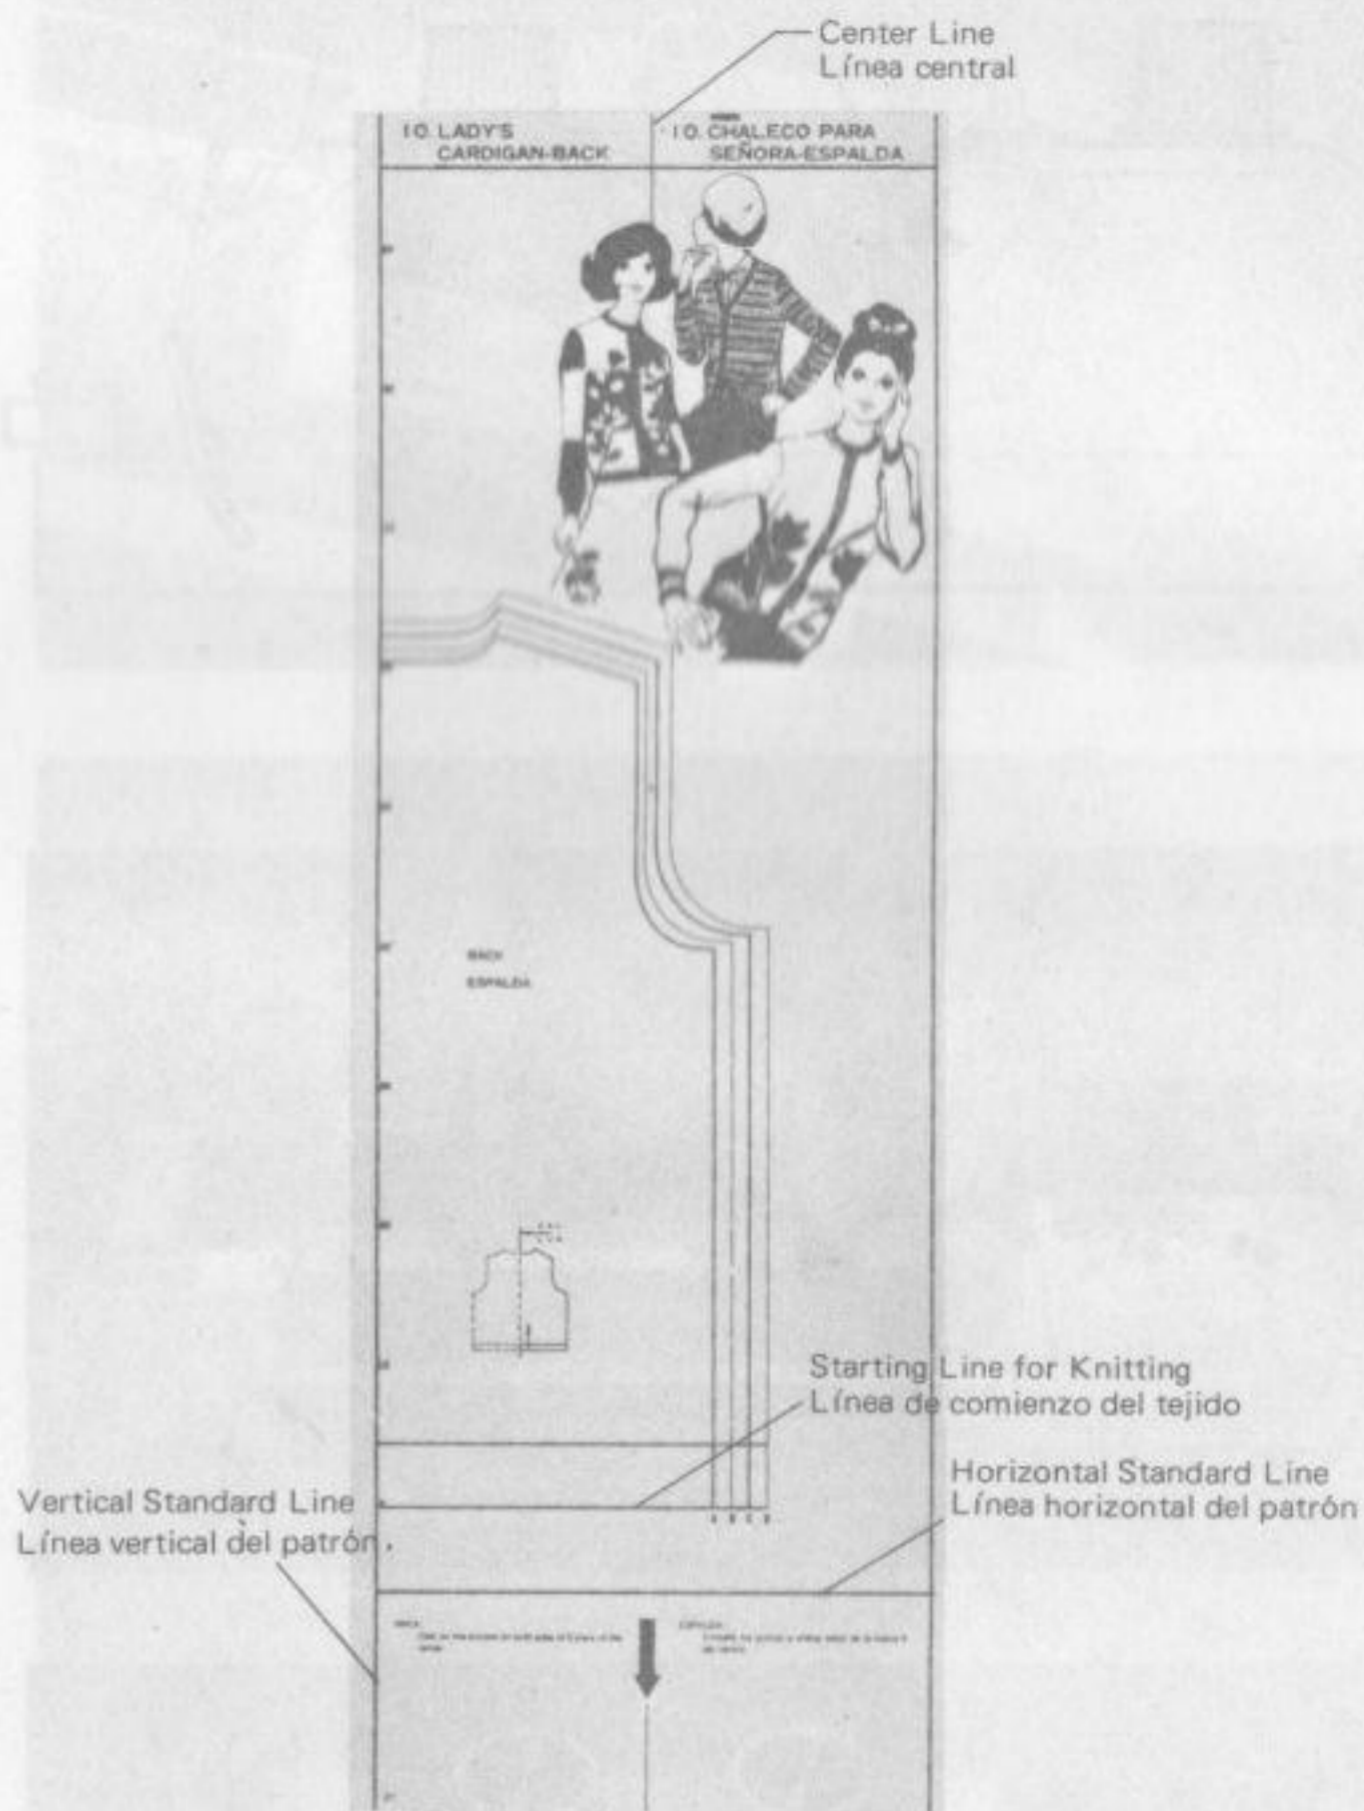 Center Line
Línea central
10. LADY'S
CARDIGAN-BACK
10. CHALECO PARA
SEÑORA-ESPALDA
BACK
ESPALDA
Starting Line for Knitting
Línea de comienzo del tejido
Horizontal Standard Line
Línea horizontal del patrón
Vertical Standard Line
Línea vertical del patrón
A B C D
BACK
ESPALDA